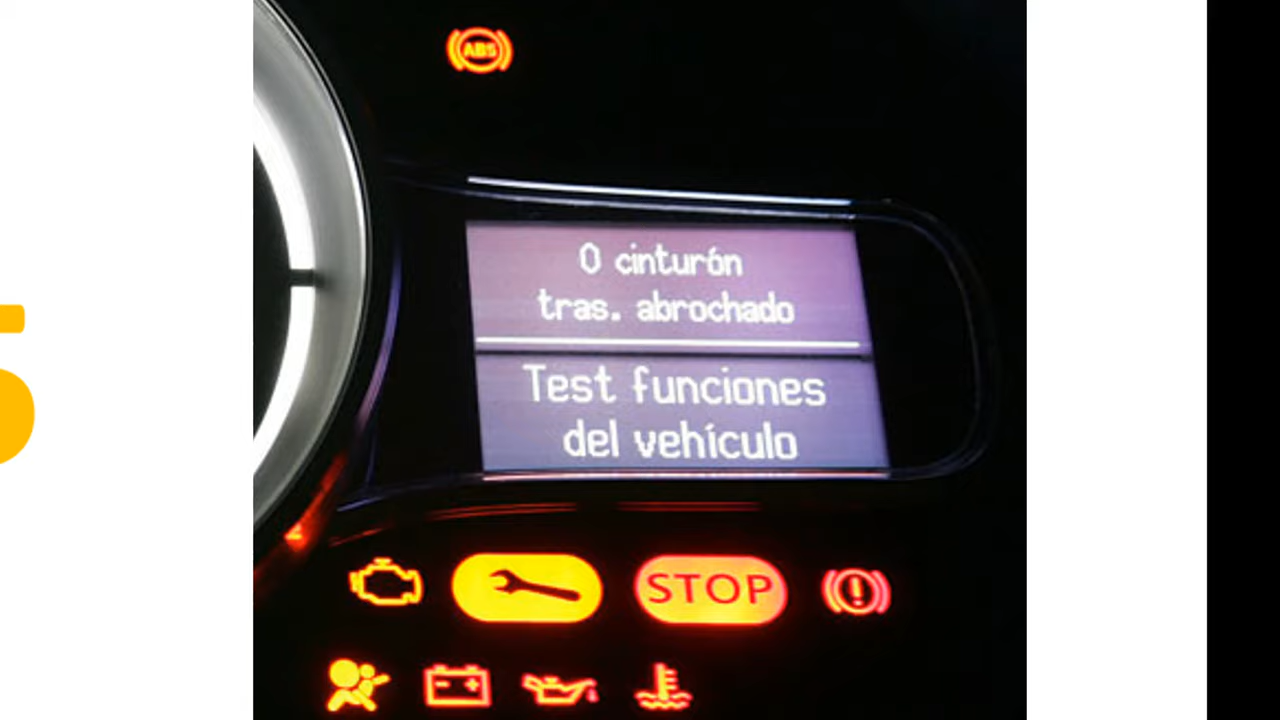 ABS
0 cinturón
tras. abrochado
Test funciones
del vehículo
STOP